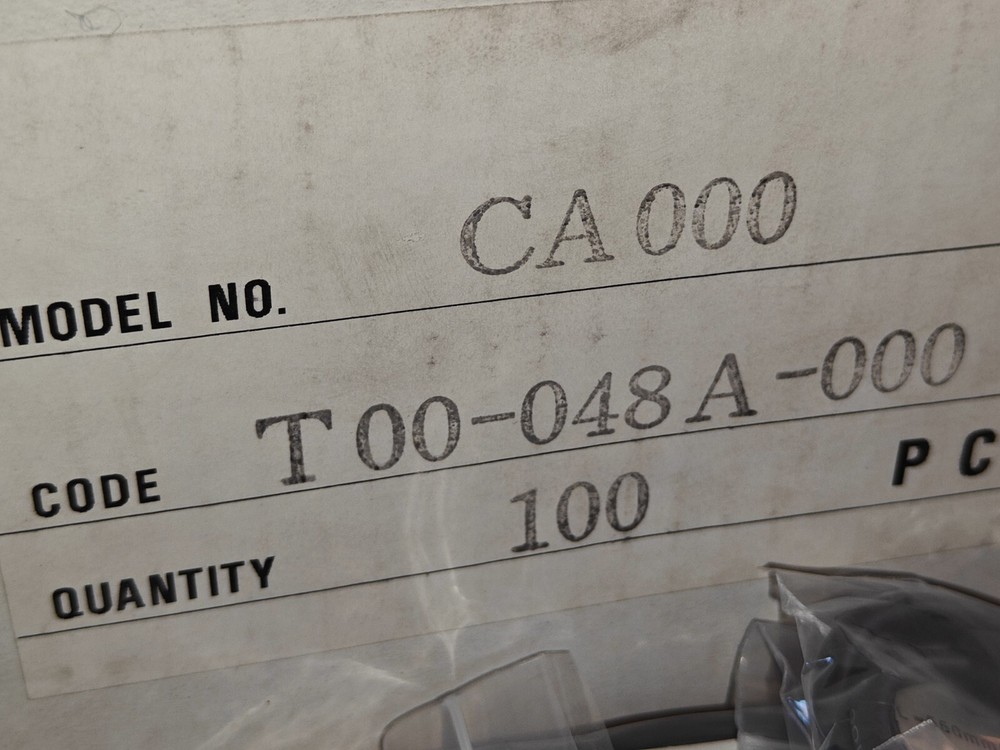 MODEL NO. CA000
CODE T00-048A-000
QUANTITY 100 PC